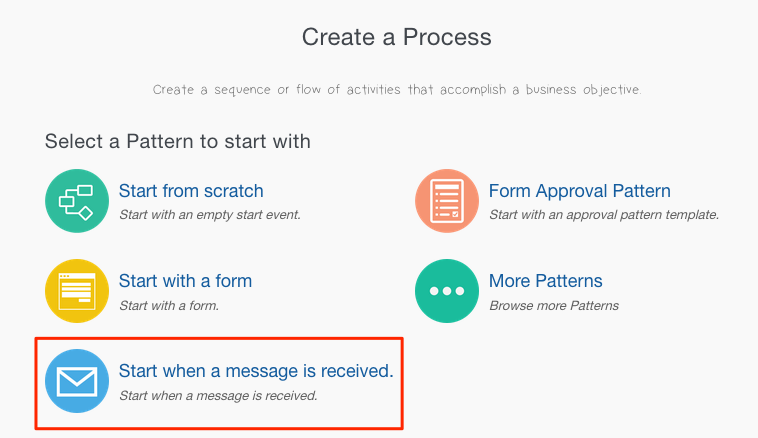 Create a Process
Create a sequence or flow of activities that accomplish a business objective.
Select a Pattern to start with
Start from scratch
Start with an empty start event.
Form Approval Pattern
Start with an approval pattern template.
Start with a form
Start with a form.
More Patterns
Browse more Patterns
Start when a message is received.
Start when a message is received.